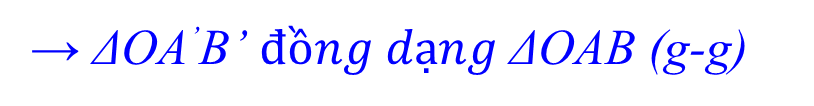 → ΔOA’B’ đồng dạng ΔOAB (g-g)